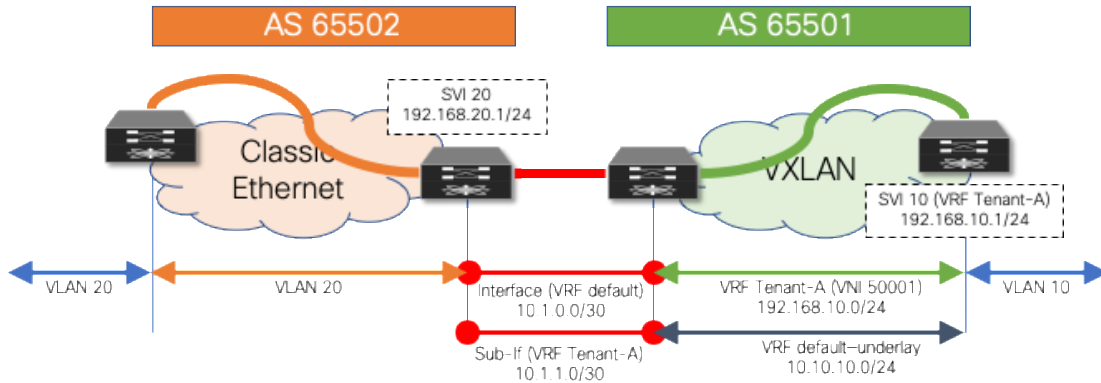 AS 65502
AS 65501
SVI 20
192.168.20.1/24
Classic
Ethernet
VXLAN
SVI 10 (VRF Tenant-A)
192.168.10.1/24
VLAN 20
VLAN 20
Interface (VRF default)
10.1.0.0/30
VRF Tenant-A (VNI 50001)
192.168.10.0/24
VLAN 10
Sub-If (VRF Tenant-A)
10.1.1.0/30
VRF default-underlay
10.10.10.0/24